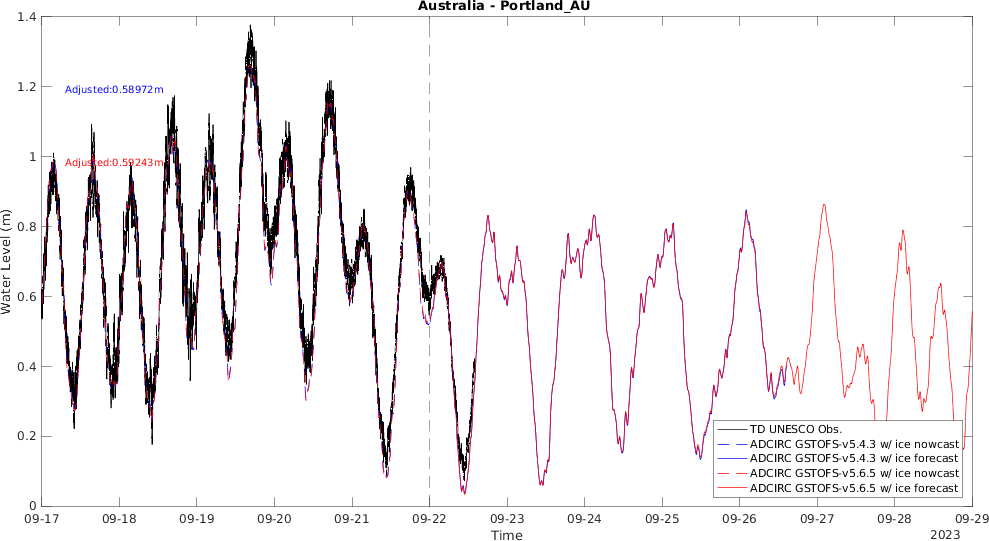 Australia - Portland_AU
1.4
1.2
1
0.8
0.6
0.4
0.2
0
Water Level (m)
Adjusted:0.58972m
Adjusted:0.59243m
TD UNESCO Obs.
ADCIRC GSTOFS-v5.4.3 w/ ice nowcast
ADCIRC GSTOFS-v5.4.3 w/ ice forecast
ADCIRC GSTOFS-v5.6.5 w/ ice nowcast
ADCIRC GSTOFS-v5.6.5 w/ ice forecast
09-17 09-18 09-19 09-20 09-21 09-22 09-23 09-24 09-25 09-26 09-27 09-28 09-29
Time
2023